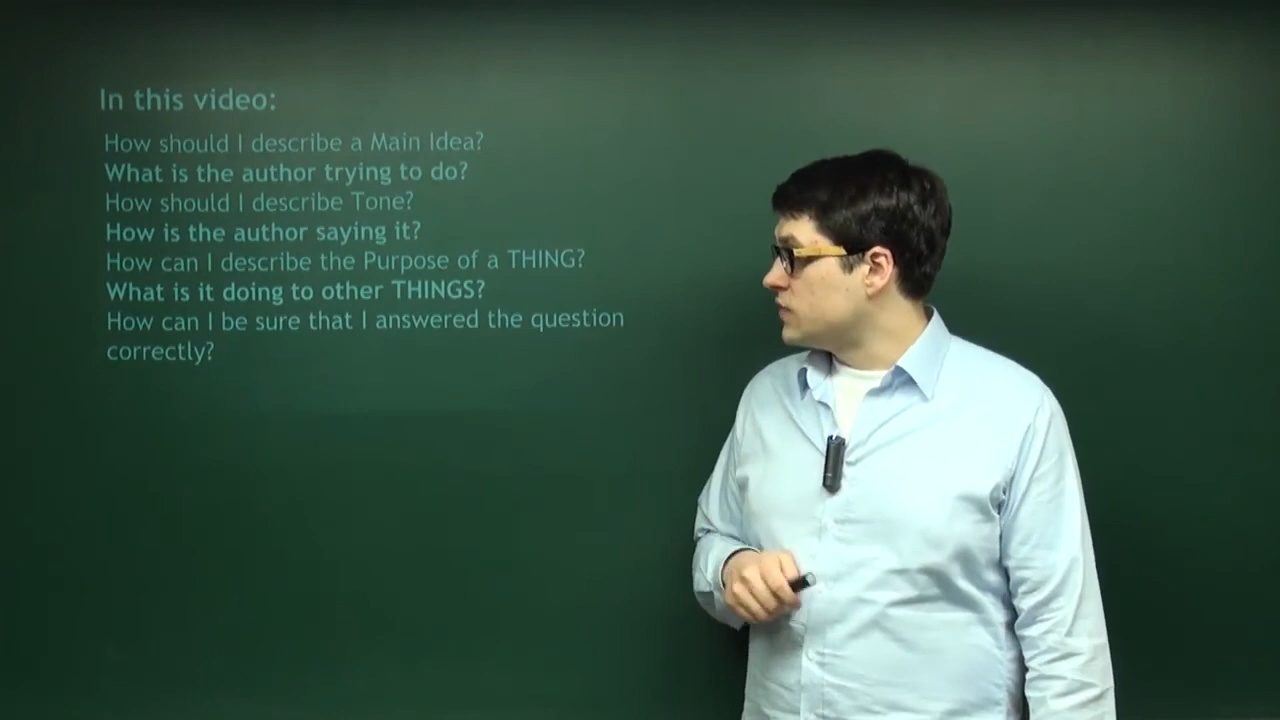 In this video:
How should I describe a Main Idea?
What is the author trying to do?
How should I describe Tone?
How is the author saying it?
How can I describe the Purpose of a THING?
What is it doing to other THINGS?
How can I be sure that I answered the question
correctly?